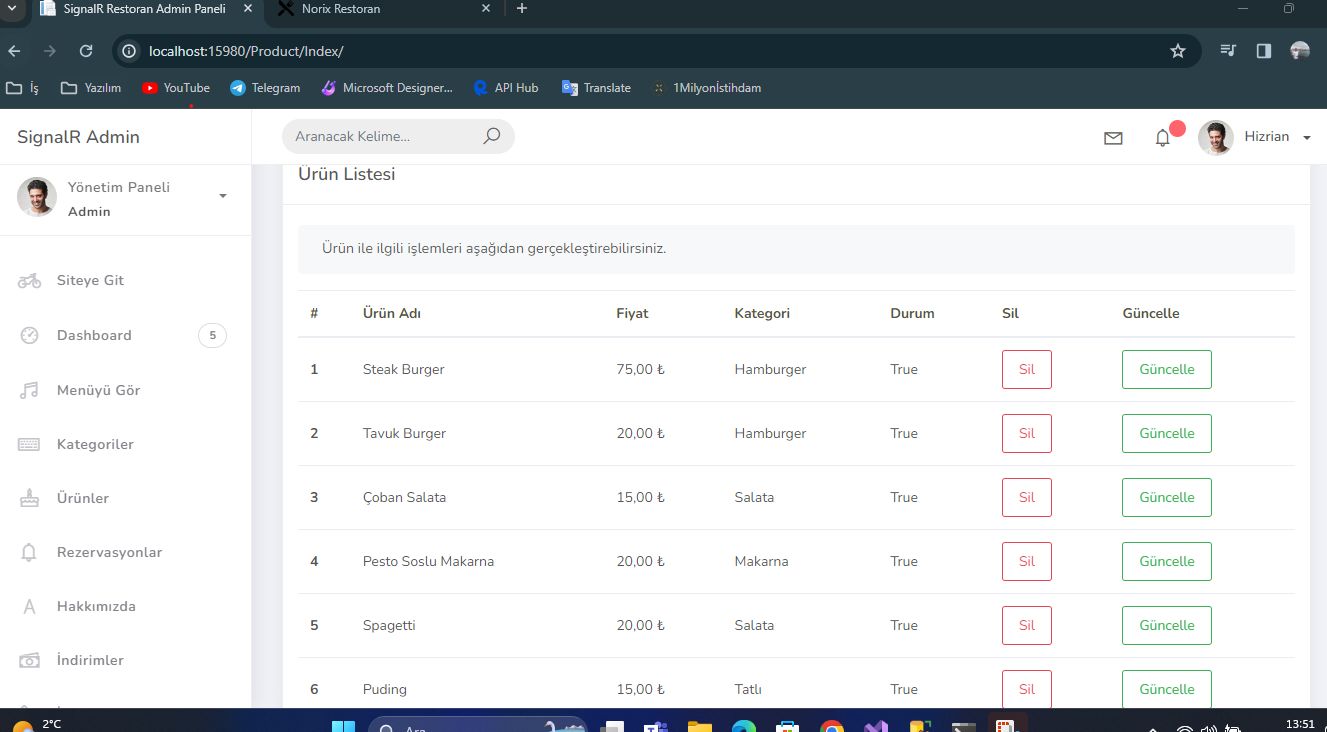 SignalR Restoran Admin Paneli
Norix Restoran
localhost:15980/Product/Index/
İş
Yazılım
YouTube
Telegram
Microsoft Designer...
API Hub
Translate
1Milyonİstihdam
SignalR Admin
Aranacak Kelime...
Hizrian
Yönetim Paneli
Admin
Siteye Git
Dashboard 5
Menüyü Gör
Kategoriler
Ürünler
Rezervasyonlar
Hakkımızda
İndirimler
Ürün Listesi
Ürün ile ilgili işlemleri aşağıdan gerçekleştirebilirsiniz.
# Ürün Adı Fiyat Kategori Durum Sil Güncelle
1 Steak Burger 75,00 ₺ Hamburger True Sil Güncelle
2 Tavuk Burger 20,00 ₺ Hamburger True Sil Güncelle
3 Çoban Salata 15,00 ₺ Salata True Sil Güncelle
4 Pesto Soslu Makarna 20,00 ₺ Makarna True Sil Güncelle
5 Spagetti 20,00 ₺ Salata True Sil Güncelle
6 Puding 15,00 ₺ Tatlı True Sil Güncelle
2°C
Ara
13:51